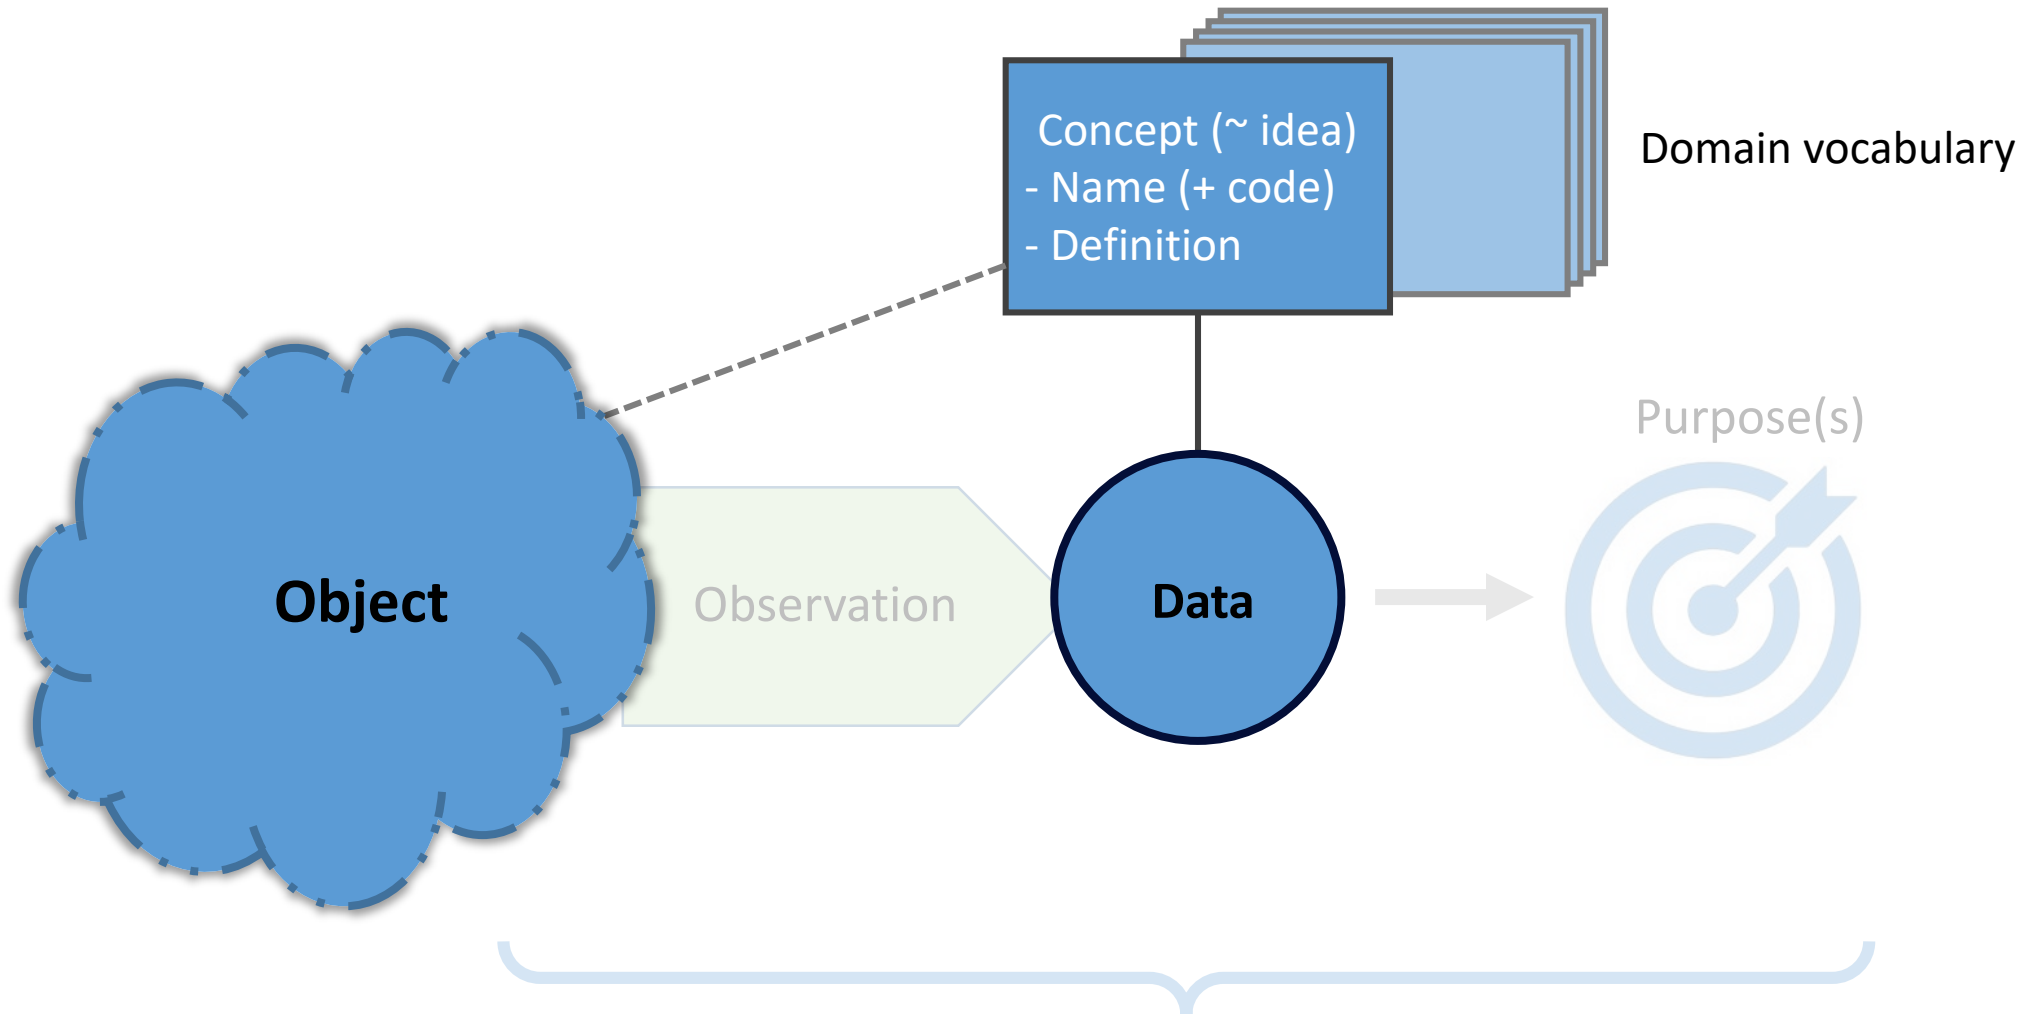 Concept (~ idea)
- Name (+ code)
- Definition
Domain vocabulary
Purpose(s)
Object
Observation
Data